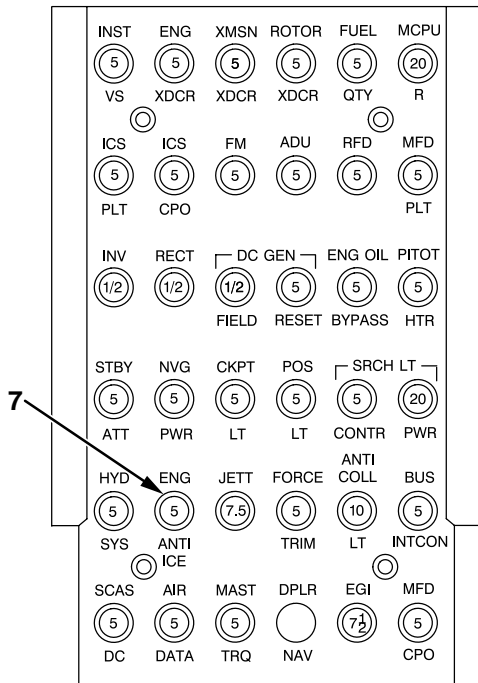 INST ENG XMSN ROTOR FUEL MCPU
5 5 5 5 5 20
VS XDCR XDCR XDCR QTY R
ICS ICS FM ADU RFD MFD
5 5 5 5 5 5
PLT CPO PLT
INV RECT DC GEN ENG OIL PITOT
1/2 1/2 1/2 5 5 5
FIELD RESET BYPASS HTR
STBY NVG CKPT POS SRCH LT
7 5 5 5 5 5 20
ATT PWR LT LT CONTR PWR
ANTI
HYD ENG JETT FORCE COLL BUS
5 5 7.5 5 10 5
SYS ANTI TRIM LT INTCON
ICE
SCAS AIR MAST DPLR EGI MFD
5 5 5 7 1/2 5
DC DATA TRQ NAV CPO